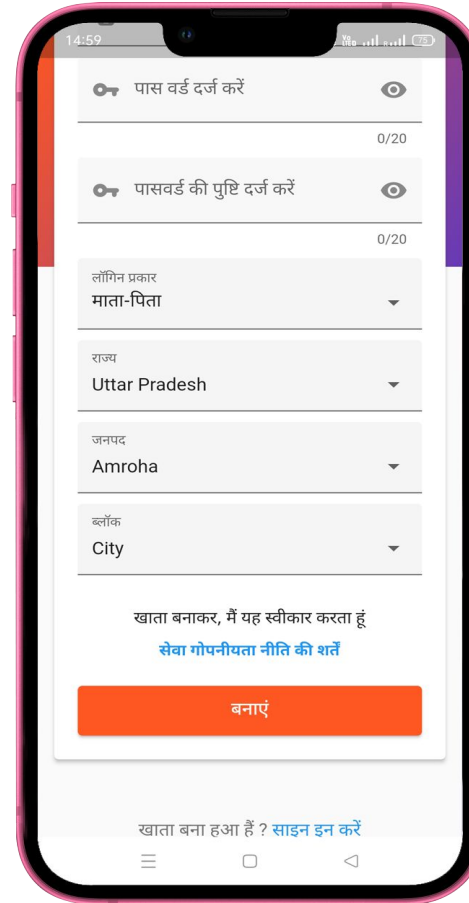 14:59
75
पास वर्ड दर्ज करें
0/20
पासवर्ड की पुष्टि दर्ज करें
0/20
लॉगिन प्रकार
माता-पिता
राज्य
Uttar Pradesh
जनपद
Amroha
ब्लॉक
City
खाता बनाकर, मैं यह स्वीकार करता हूं
सेवा गोपनीयता नीति की शर्तें
बनाएं
खाता बना हआ हैं ? साइन इन करें